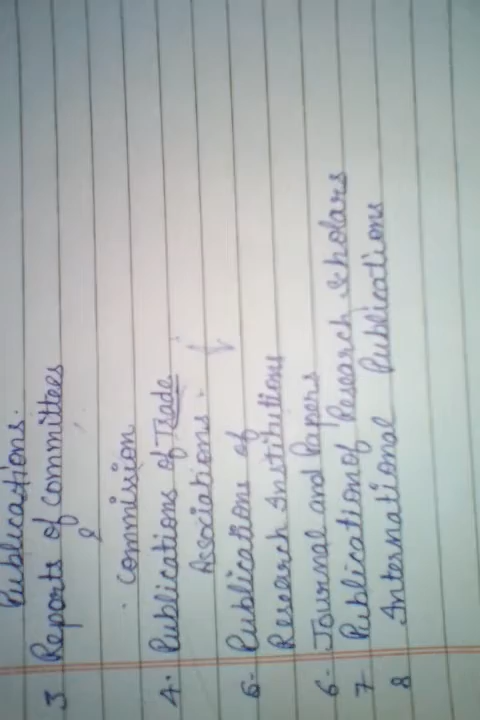 Publications.
3 Reports of committees
&
Commission
4. Publications of Trade
Associations.
5. Publications of
Research Institutions
6. Journal and Papers
7 Publication of Research Scholars
8 International Publications